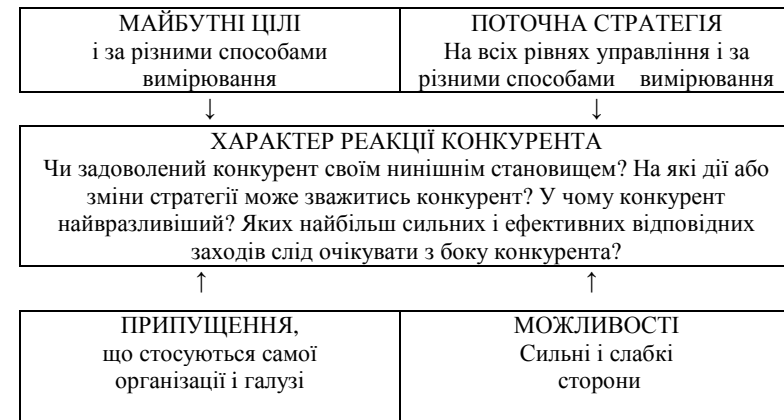 МАЙБУТНІ ЦІЛІ
і за різними способами
вимірювання
ПОТОЧНА СТРАТЕГІЯ
На всіх рівнях управління і за
різними способами вимірювання
↓ ↓
ХАРАКТЕР РЕАКЦІЇ КОНКУРЕНТА
Чи задоволений конкурент своїм нинішнім становищем? На які дії або
зміни стратегії може зважитись конкурент? У чому конкурент
найвразливіший? Яких найбільш сильних і ефективних відповідних
заходів слід очікувати з боку конкурента?
↑ ↑
ПРИПУЩЕННЯ,
що стосуються самої
організації і галузі
МОЖЛИВОСТІ
Сильні і слабкі
сторони